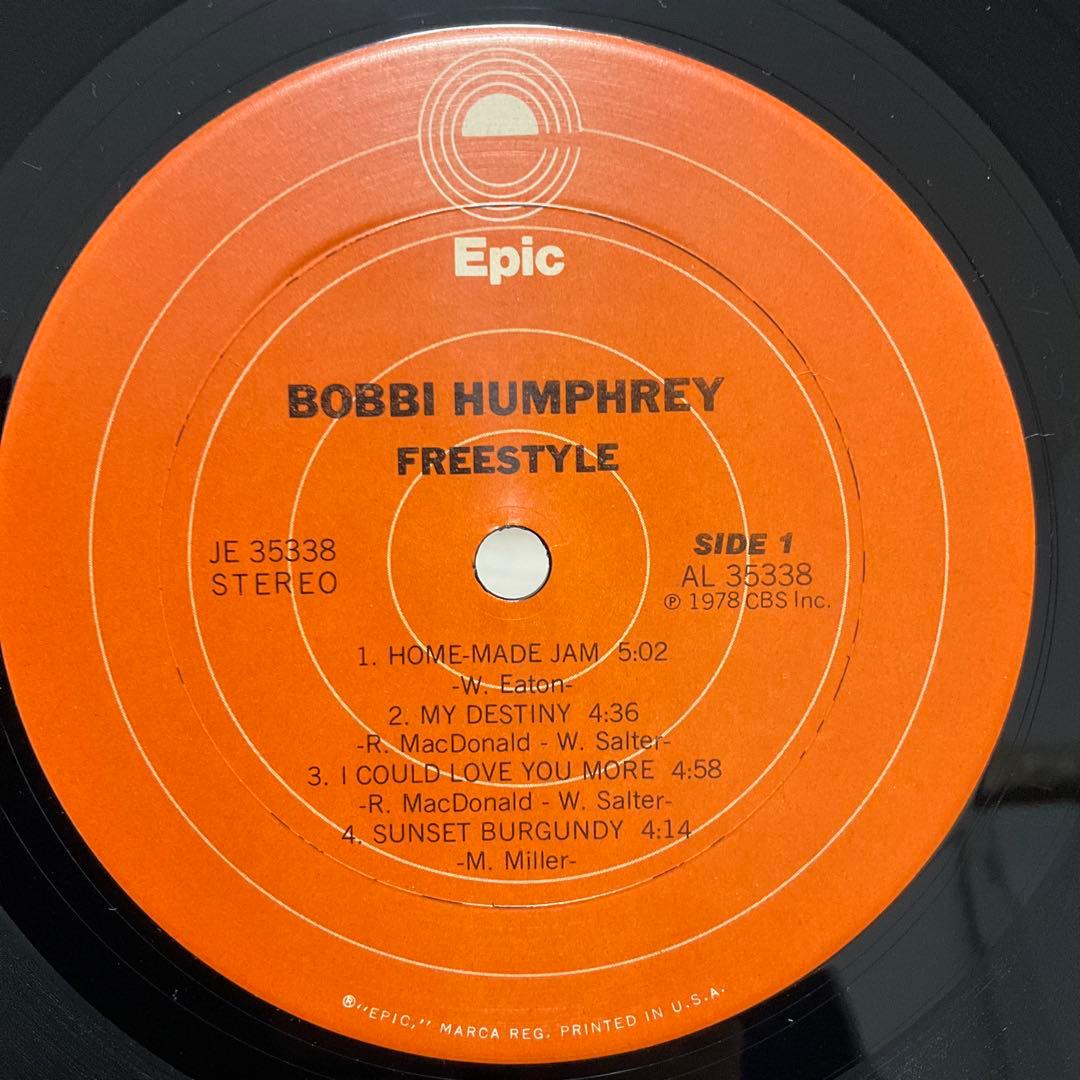 Epic
BOBBI HUMPHREY
FREESTYLE
JE 35338
STEREO
SIDE 1
AL 35338
℗ 1978 CBS Inc.
1. HOME-MADE JAM 5:02
-W. Eaton-
2. MY DESTINY 4:36
-R. MacDonald - W. Salter-
3. I COULD LOVE YOU MORE 4:58
-R. MacDonald - W. Salter-
4. SUNSET BURGUNDY 4:14
-M. Miller-
®"EPIC," MARCA REG. PRINTED IN U.S.A.